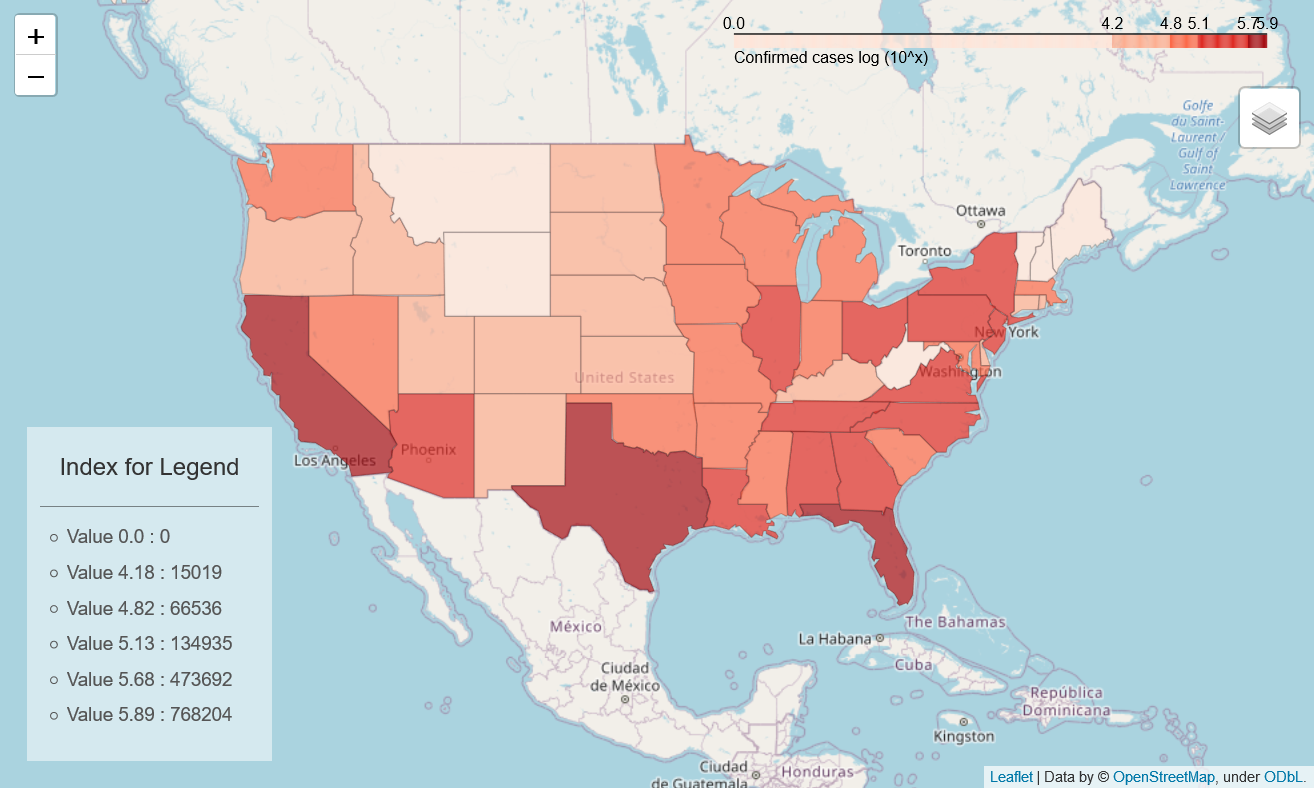 +
−
0.0 4.2 4.8 5.1 5.7 5.9
Confirmed cases log (10^x)
Golfe
du Saint-
Laurent /
Gulf of
Saint
Lawrence
Ottawa
Toronto
New York
Washington
United States
Phoenix
Los Angeles
Index for Legend
Value 0.0 : 0
Value 4.18 : 15019
Value 4.82 : 66536
Value 5.13 : 134935
Value 5.68 : 473692
Value 5.89 : 768204
México
Ciudad
de México
The Bahamas
La Habana
Cuba
República
Dominicana
Kingston
Ciudad
de Guatemala
Honduras
Leaflet | Data by © OpenStreetMap, under ODbL.